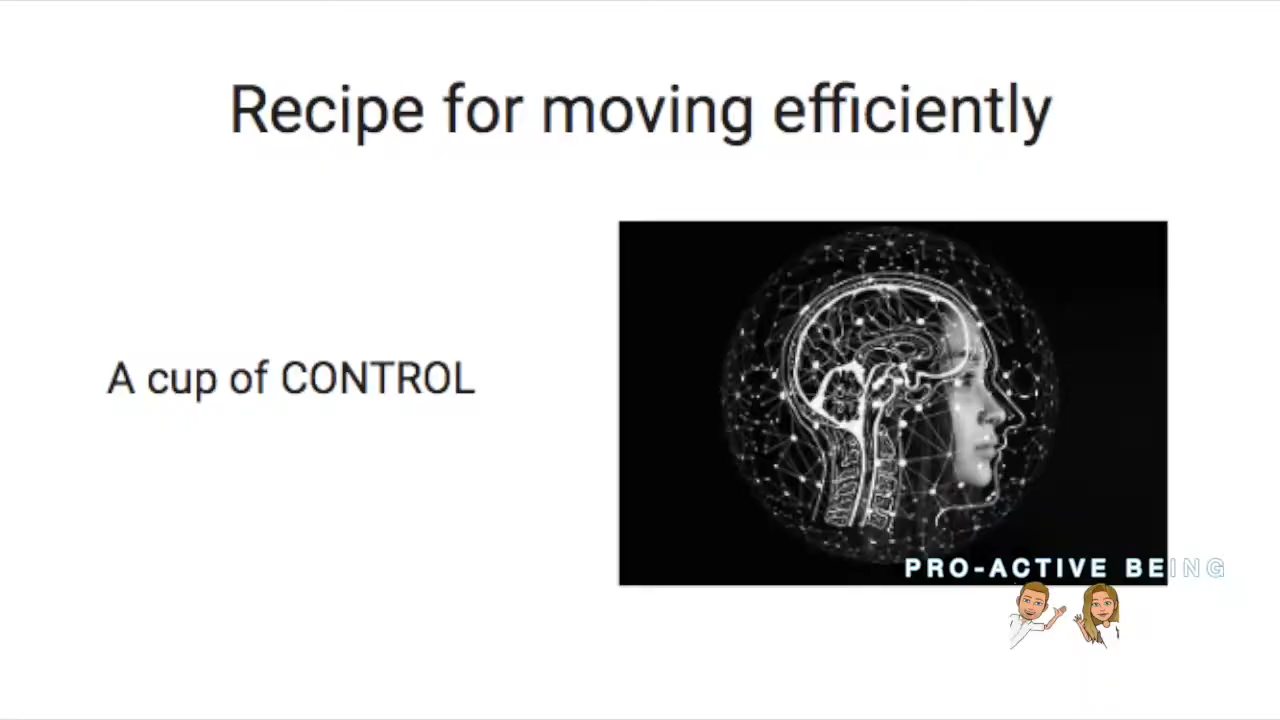 Recipe for moving efficiently
A cup of CONTROL
PRO-ACTIVE BEING